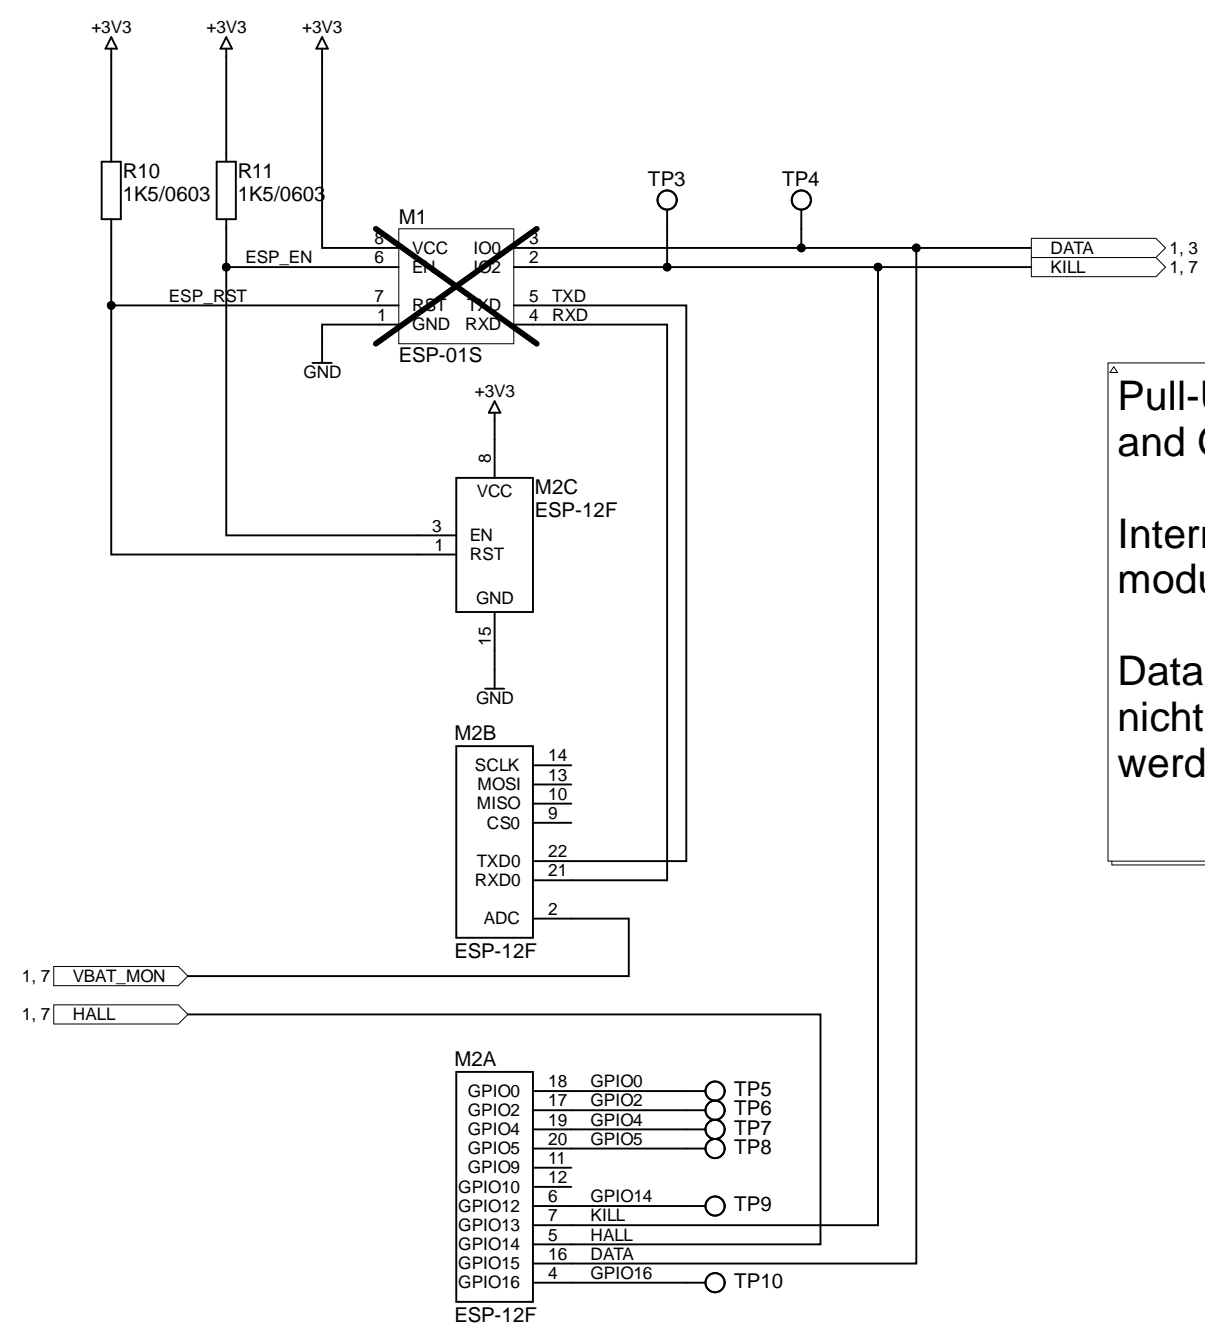 +3V3 +3V3 +3V3
R10
1K5/0603
R11
1K5/0603
TP3
TP4
M1
8 VCC IO0 3
ESP_EN 6 EN IO2 2
ESP_RST 7 RST TXD 5 TXD
1 GND RXD 4 RXD
ESP-01S
GND
DATA 1, 3
KILL 1, 7
Pull-
and
+3V3
8
VCC
M2C
ESP-12F
3 EN
1 RST
GND
15
GND
Data
nicht
M2B
SCLK 14
MOSI 13
MISO 10
CS0 9
TXD0 22
RXD0 21
ADC 2
ESP-12F
1, 7 VBAT_MON
1, 7 HALL
M2A
GPIO0 18 GPIO0 TP5
GPIO2 17 GPIO2 TP6
GPIO4 19 GPIO4 TP7
GPIO5 20 GPIO5 TP8
GPIO9 11
GPIO10 12
GPIO12 6 GPIO14 TP9
GPIO13 7 KILL
GPIO14 5 HALL
GPIO15 16 DATA
GPIO16 4 GPIO16 TP10
ESP-12F